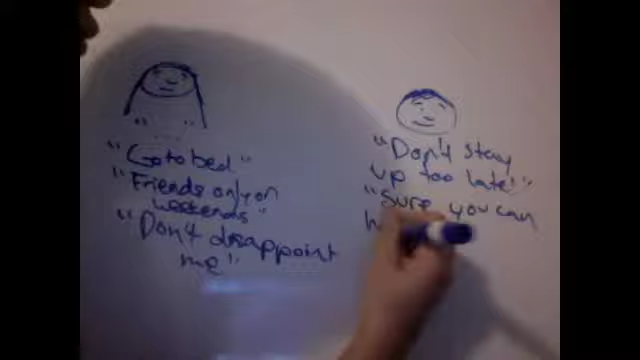 " "
"Go to bed"
"Friends only on
weekends"
"Don't disappoint
me"
"Don't stay
up too late!"
"Sure you can
h